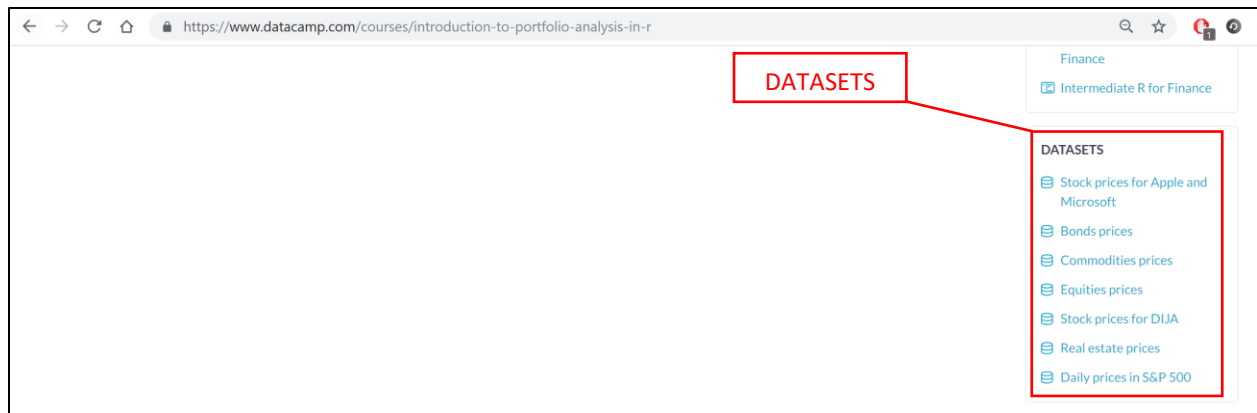 https://www.datacamp.com/courses/introduction-to-portfolio-analysis-in-r
1
Finance
Intermediate R for Finance
DATASETS
DATASETS
Stock prices for Apple and
Microsoft
Bonds prices
Commodities prices
Equities prices
Stock prices for DIJA
Real estate prices
Daily prices in S&P 500